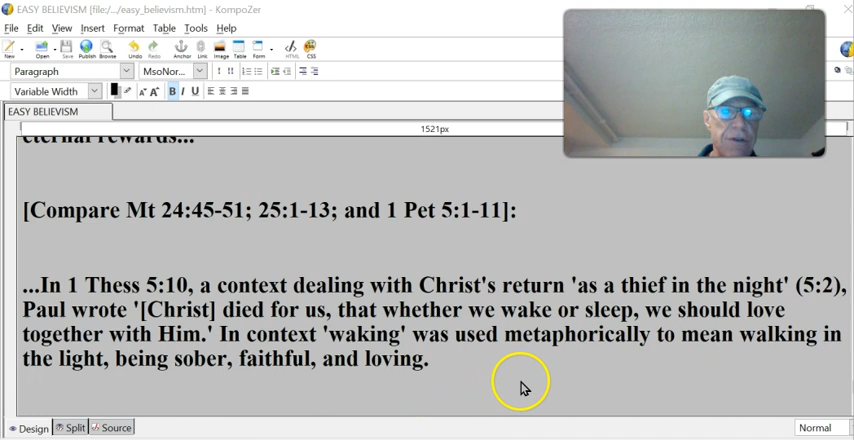 EASY BELIEVISM [file:/.../easy_believism.htm] - KompoZer
File Edit View Insert Format Table Tools Help
New Open Save Publish Browse Undo Redo Anchor Link Image Table Form HTML CSS
Paragraph MsoNor...
Variable Width B I U
EASY BELIEVISM
1521px
eternal rewards...
[Compare Mt 24:45-51; 25:1-13; and 1 Pet 5:1-11]:
...In 1 Thess 5:10, a context dealing with Christ's return 'as a thief in the night' (5:2),
Paul wrote '[Christ] died for us, that whether we wake or sleep, we should love
together with Him.' In context 'waking' was used metaphorically to mean walking in
the light, being sober, faithful, and loving.
Design Split Source Normal